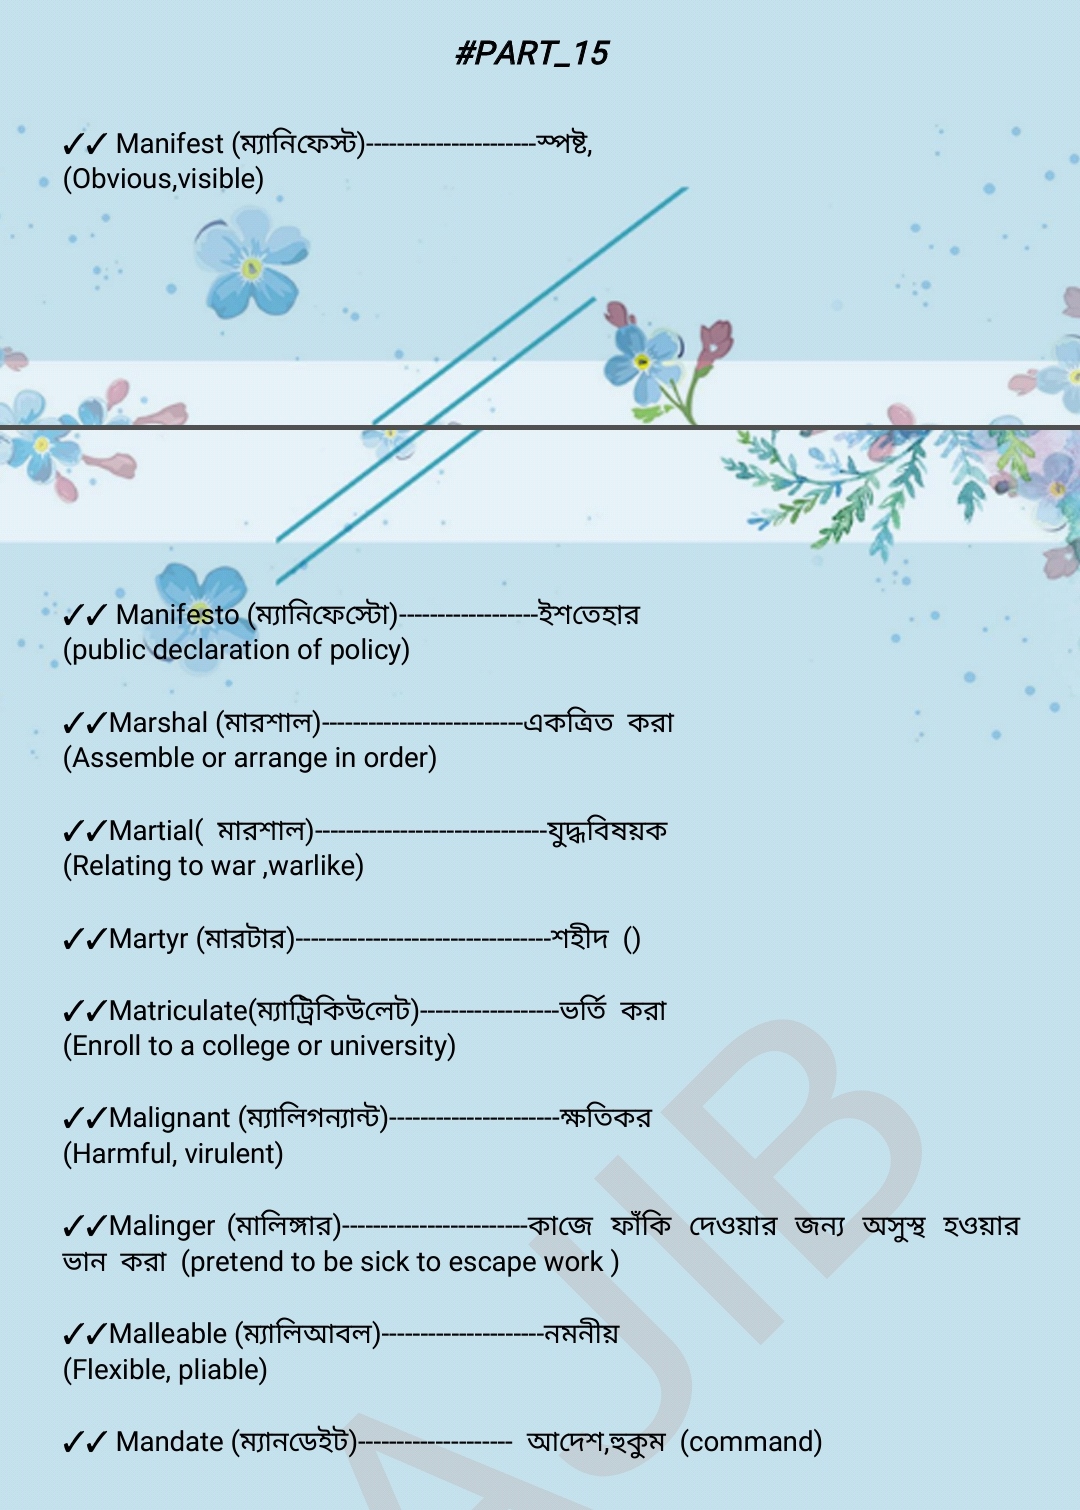 #PART_15
✓✓ Manifest (ম্যানিফেস্ট)----------------------স্পষ্ট,
(Obvious,visible)
✓✓ Manifesto (ম্যানিফেস্টো)------------------ইশতেহার
(public declaration of policy)
✓✓Marshal (মারশাল)--------------------------একত্রিত করা
(Assemble or arrange in order)
✓✓Martial( মারশাল)------------------------------যুদ্ধবিষয়ক
(Relating to war ,warlike)
✓✓Martyr (মারটার)---------------------------------শহীদ ()
✓✓Matriculate(ম্যাট্রিকিউলেট)------------------ভর্তি করা
(Enroll to a college or university)
✓✓Malignant (ম্যালিগন্যান্ট)----------------------ক্ষতিকর
(Harmful, virulent)
✓✓Malinger (মালিঙ্গার)------------------------কাজে ফাঁকি দেওয়ার জন্য অসুস্থ হওয়ার
ভান করা (pretend to be sick to escape work )
✓✓Malleable (ম্যালিআবল)---------------------নমনীয়
(Flexible, pliable)
✓✓ Mandate (ম্যানডেইট)-------------------- আদেশ,হুকুম (command)
AJIB